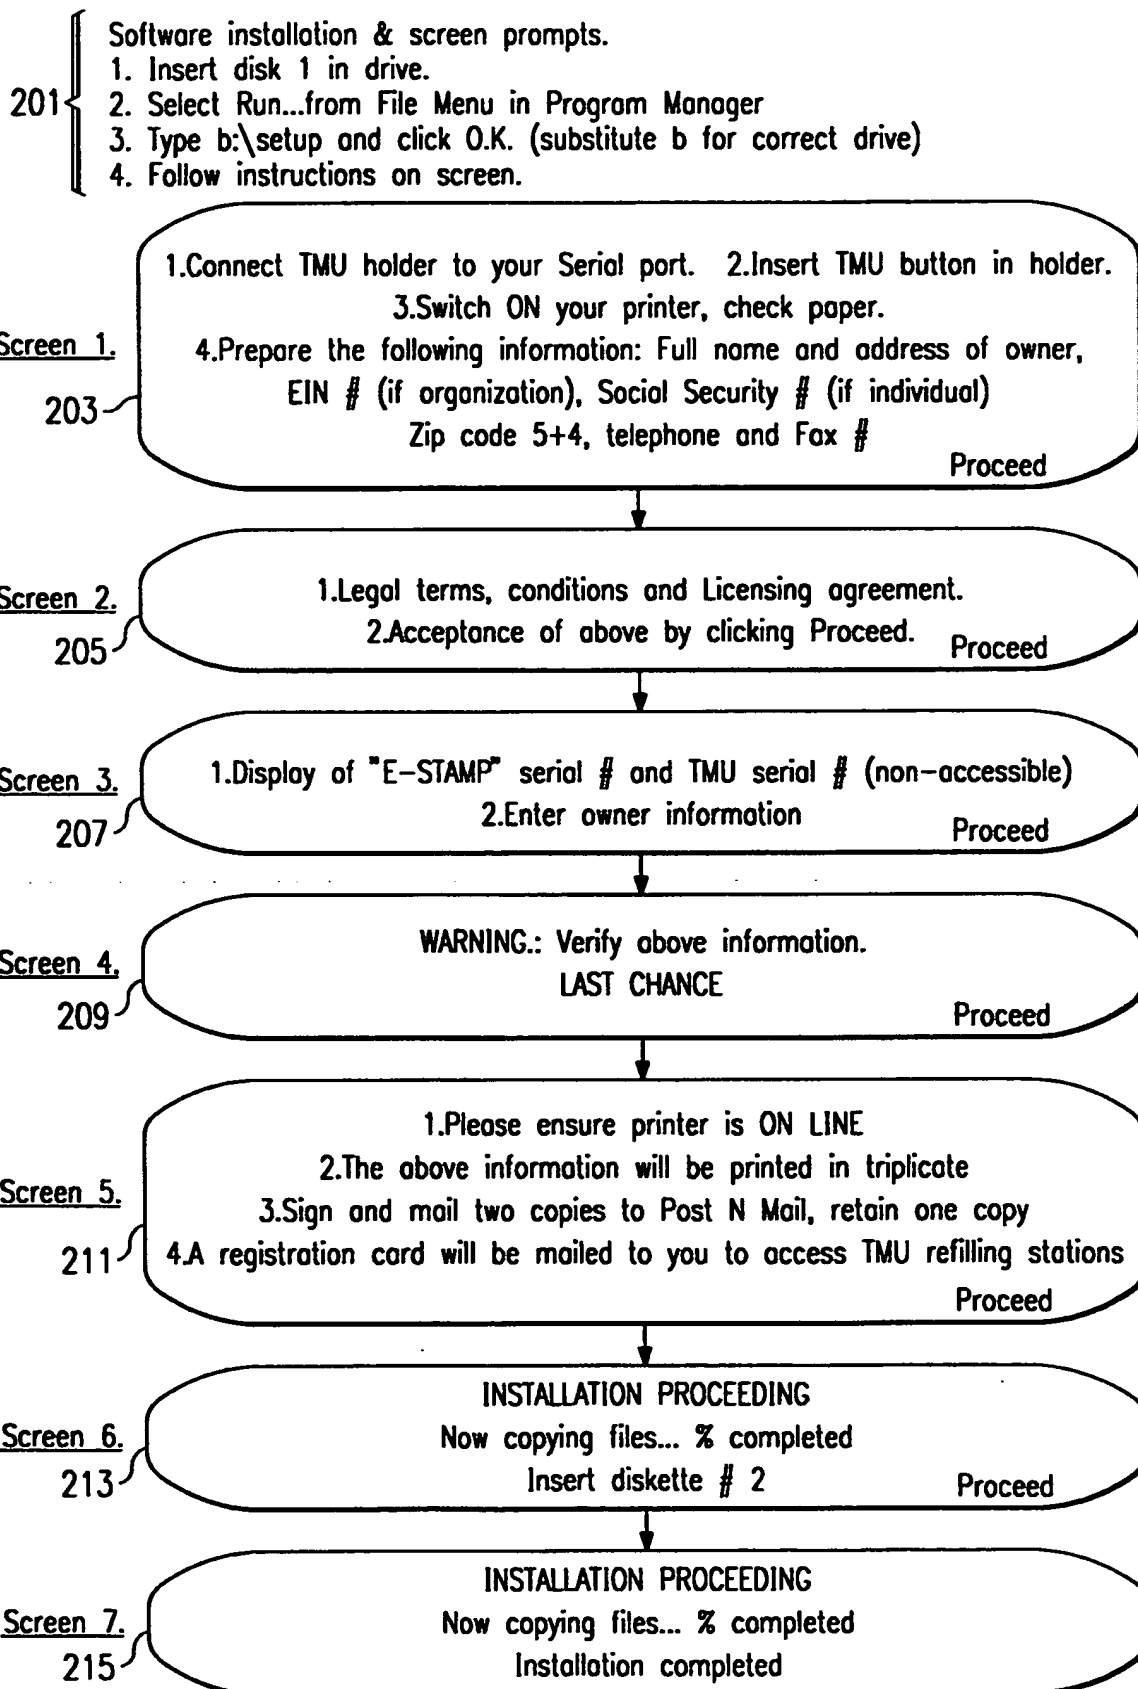 Software installation & screen prompts.
1. Insert disk 1 in drive.
201
2. Select Run...from File Menu in Program Manager
3. Type b:\setup and click O.K. (substitute b for correct drive)
4. Follow instructions on screen.
1.Connect TMU holder to your Serial port. 2.Insert TMU button in holder.
3.Switch ON your printer, check paper.
Screen 1.
4.Prepare the following information: Full name and address of owner,
203
EIN # (if organization), Social Security # (if individual)
Zip code 5+4, telephone and Fax #
Proceed
Screen 2.
205
1.Legal terms, conditions and Licensing agreement.
2.Acceptance of above by clicking Proceed.
Proceed
Screen 3.
207
1.Display of "E-STAMP" serial # and TMU serial # (non-accessible)
2.Enter owner information
Proceed
Screen 4.
209
WARNING.: Verify above information.
LAST CHANCE
Proceed
Screen 5.
211
1.Please ensure printer is ON LINE
2.The above information will be printed in triplicate
3.Sign and mail two copies to Post N Mail, retain one copy
4.A registration card will be mailed to you to access TMU refilling stations
Proceed
Screen 6.
213
INSTALLATION PROCEEDING
Now copying files... % completed
Insert diskette # 2
Proceed
Screen 7.
215
INSTALLATION PROCEEDING
Now copying files... % completed
Installation completed